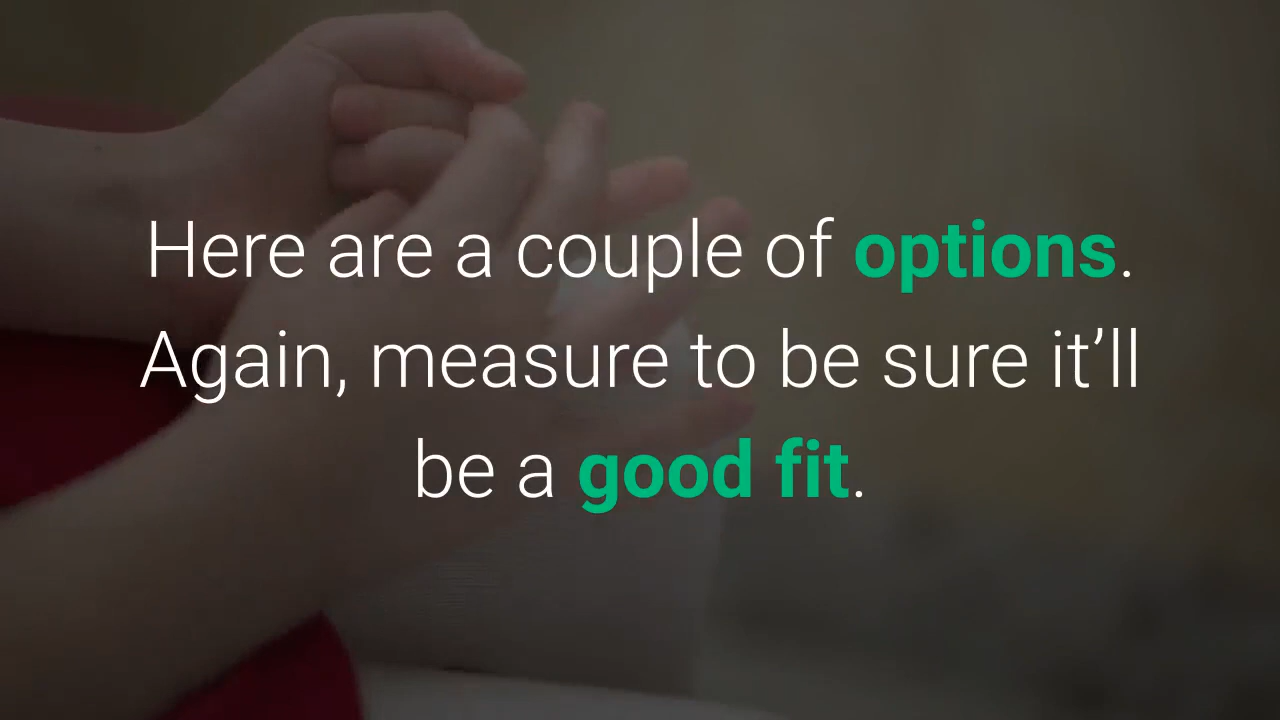 Here are a couple of options.
Again, measure to be sure it’ll
be a good fit.